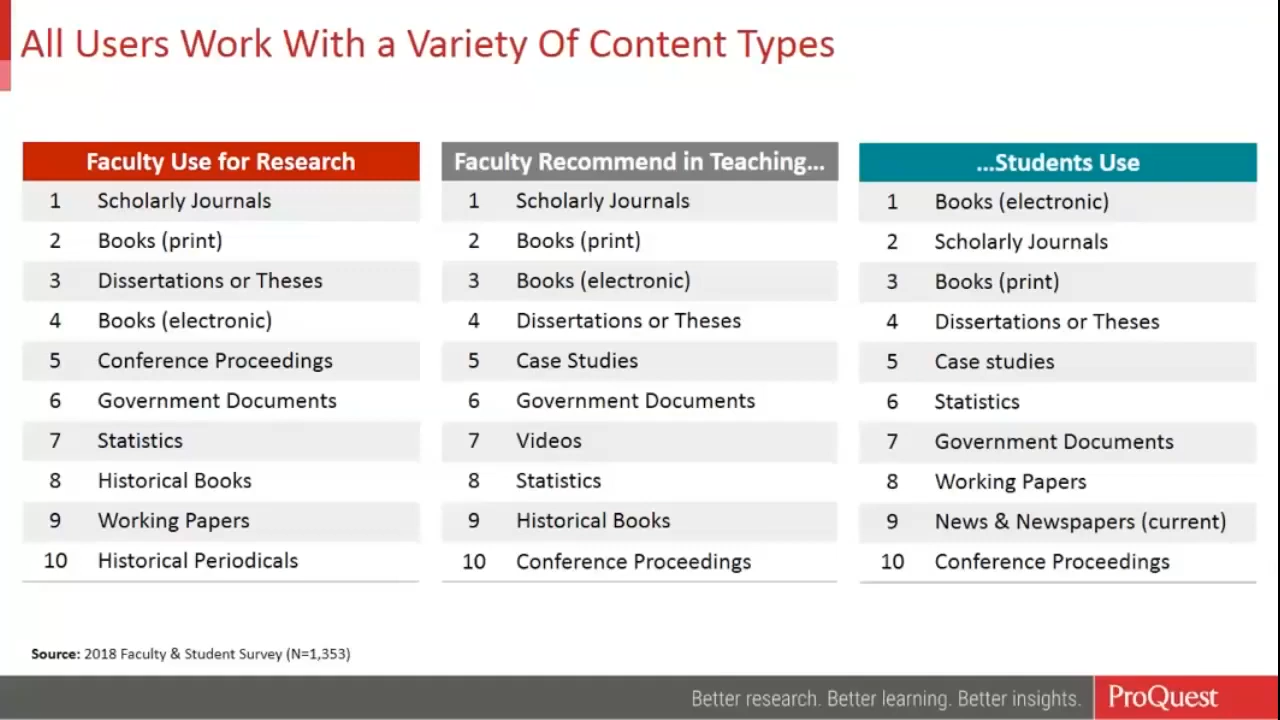 All Users Work With a Variety Of Content Types
Faculty Use for Research
1 Scholarly Journals
2 Books (print)
3 Dissertations or Theses
4 Books (electronic)
5 Conference Proceedings
6 Government Documents
7 Statistics
8 Historical Books
9 Working Papers
10 Historical Periodicals
Faculty Recommend in Teaching...
1 Scholarly Journals
2 Books (print)
3 Books (electronic)
4 Dissertations or Theses
5 Case Studies
6 Government Documents
7 Videos
8 Statistics
9 Historical Books
10 Conference Proceedings
...Students Use
1 Books (electronic)
2 Scholarly Journals
3 Books (print)
4 Dissertations or Theses
5 Case studies
6 Statistics
7 Government Documents
8 Working Papers
9 News & Newspapers (current)
10 Conference Proceedings
Source: 2018 Faculty & Student Survey (N=1,353)
Better research. Better learning. Better insights.
ProQuest